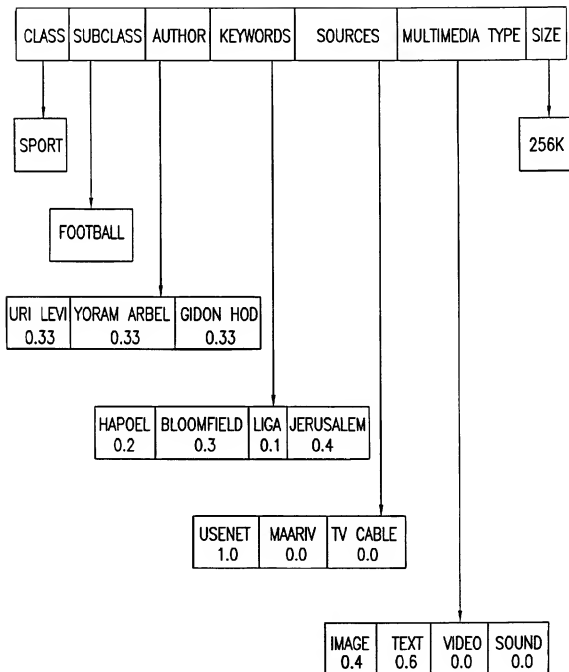 CLASS SUBCLASS AUTHOR KEYWORDS SOURCES MULTIMEDIA TYPE SIZE
SPORT 256K
FOOTBALL
URI LEVI YORAM ARBEL GIDON HOD
0.33 0.33 0.33
HAPOEL BLOOMFIELD LIGA JERUSALEM
0.2 0.3 0.1 0.4
USENET MAARIV TV CABLE
1.0 0.0 0.0
IMAGE TEXT VIDEO SOUND
0.4 0.6 0.0 0.0